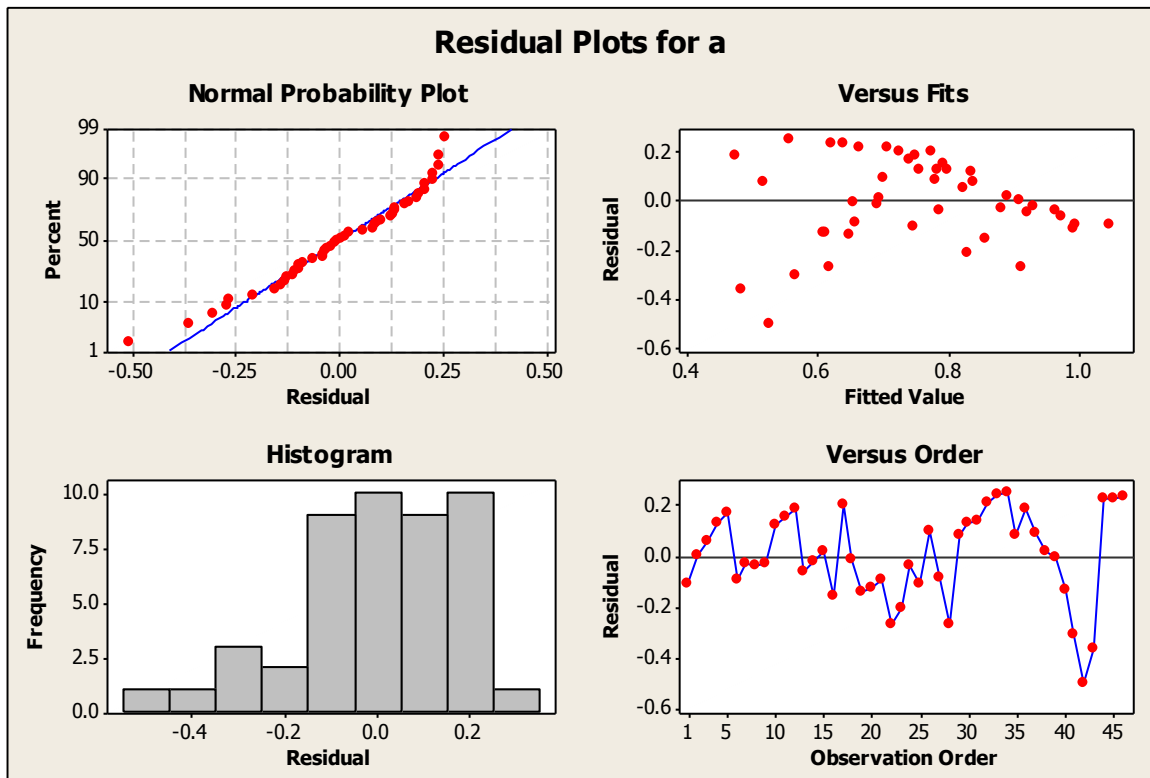 Residual Plots for a
Normal Probability Plot
Percent
99
90
50
10
1
-0.50 -0.25 0.00 0.25 0.50
Residual
Versus Fits
Residual
0.2
0.0
-0.2
-0.4
-0.6
0.4 0.6 0.8 1.0
Fitted Value
Histogram
Frequency
10.0
7.5
5.0
2.5
0.0
-0.4 -0.2 0.0 0.2
Residual
Versus Order
Residual
0.2
0.0
-0.2
-0.4
-0.6
1 5 10 15 20 25 30 35 40 45
Observation Order